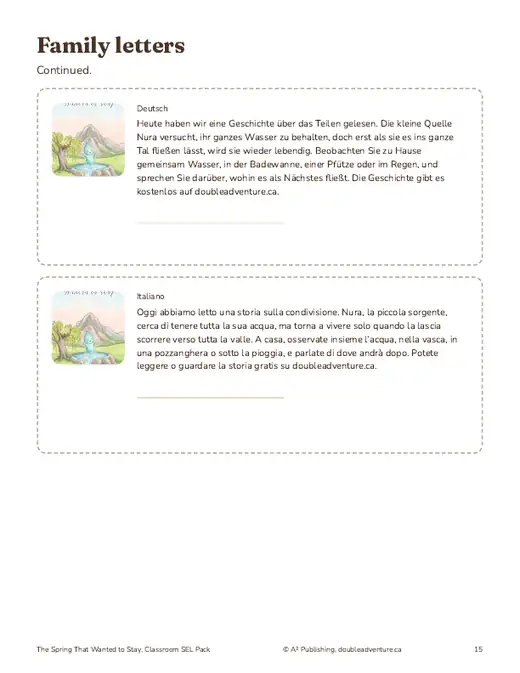 Family letters
Continued.
Deutsch
Heute haben wir eine Geschichte über das Teilen gelesen. Die kleine Quelle
Nura versucht, ihr ganzes Wasser zu behalten, doch erst als sie es ins ganze
Tal fließen lässt, wird sie wieder lebendig. Beobachten Sie zu Hause
gemeinsam Wasser, in der Badewanne, einer Pfütze oder im Regen, und
sprechen Sie darüber, wohin es als Nächstes fließt. Die Geschichte gibt es
kostenlos auf doubleadventure.ca.
Italiano
Oggi abbiamo letto una storia sulla condivisione. Nura, la piccola sorgente,
cerca di tenere tutta la sua acqua, ma torna a vivere solo quando la lascia
scorrere verso tutta la valle. A casa, osservate insieme l'acqua, nella vasca, in
una pozzanghera o sotto la pioggia, e parlate di dove andrà dopo. Potete
leggere o guardare la storia gratis su doubleadventure.ca.
The Spring That Wanted to Stay, Classroom SEL Pack
© A² Publishing, doubleadventure.ca
15